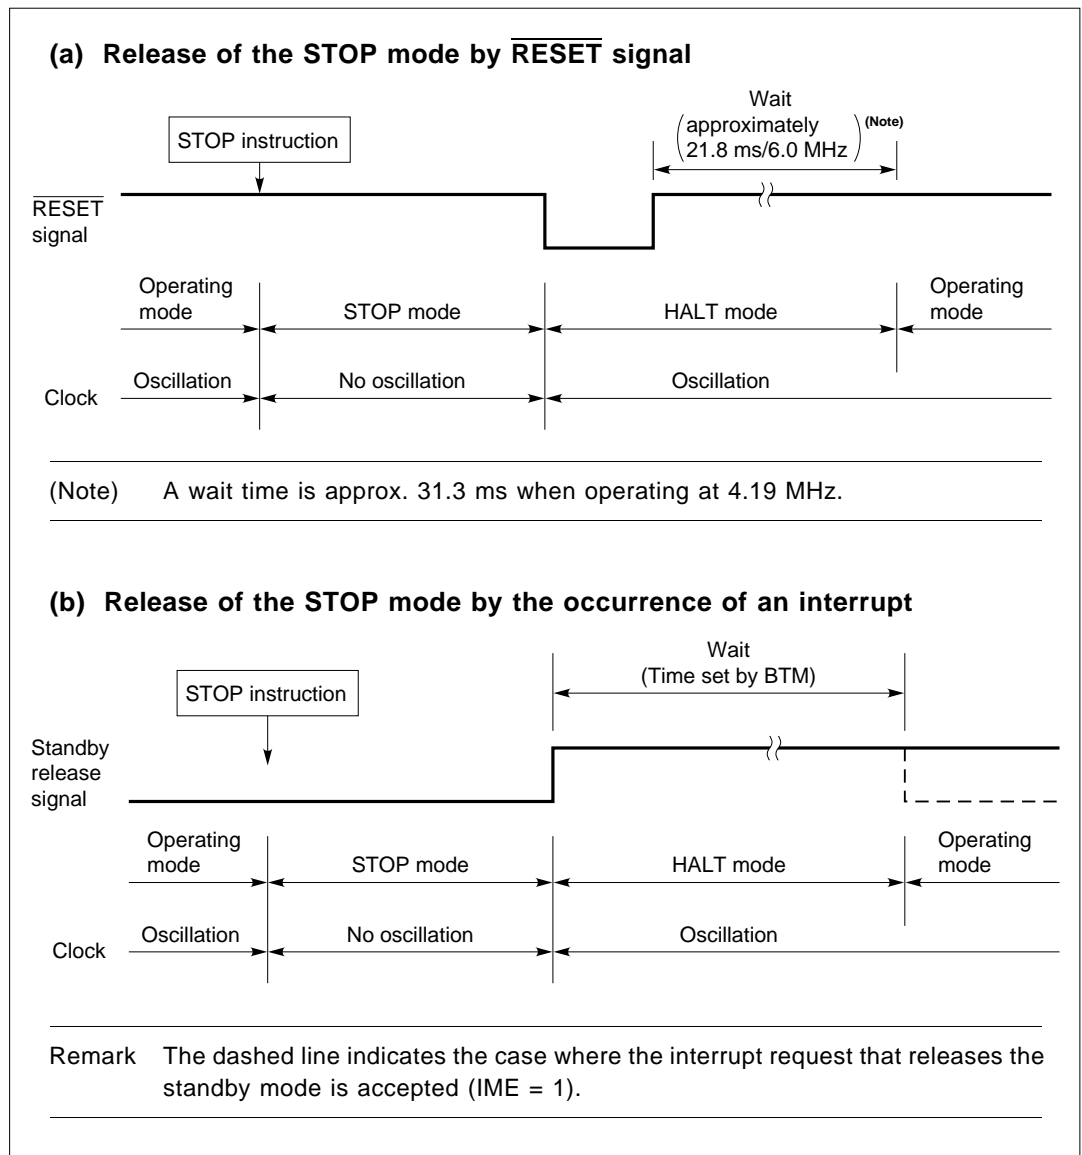 (a) Release of the STOP mode by RESET signal
Wait
approximately
21.8 ms/6.0 MHz
(Note)
STOP instruction
RESET
signal
Operating
mode
STOP mode
HALT mode
Operating
mode
Clock
Oscillation
No oscillation
Oscillation
(Note) A wait time is approx. 31.3 ms when operating at 4.19 MHz.
(b) Release of the STOP mode by the occurrence of an interrupt
Wait
(Time set by BTM)
STOP instruction
Standby
release
signal
Operating
mode
STOP mode
HALT mode
Operating
mode
Clock
Oscillation
No oscillation
Oscillation
Remark The dashed line indicates the case where the interrupt request that releases the
standby mode is accepted (IME = 1).